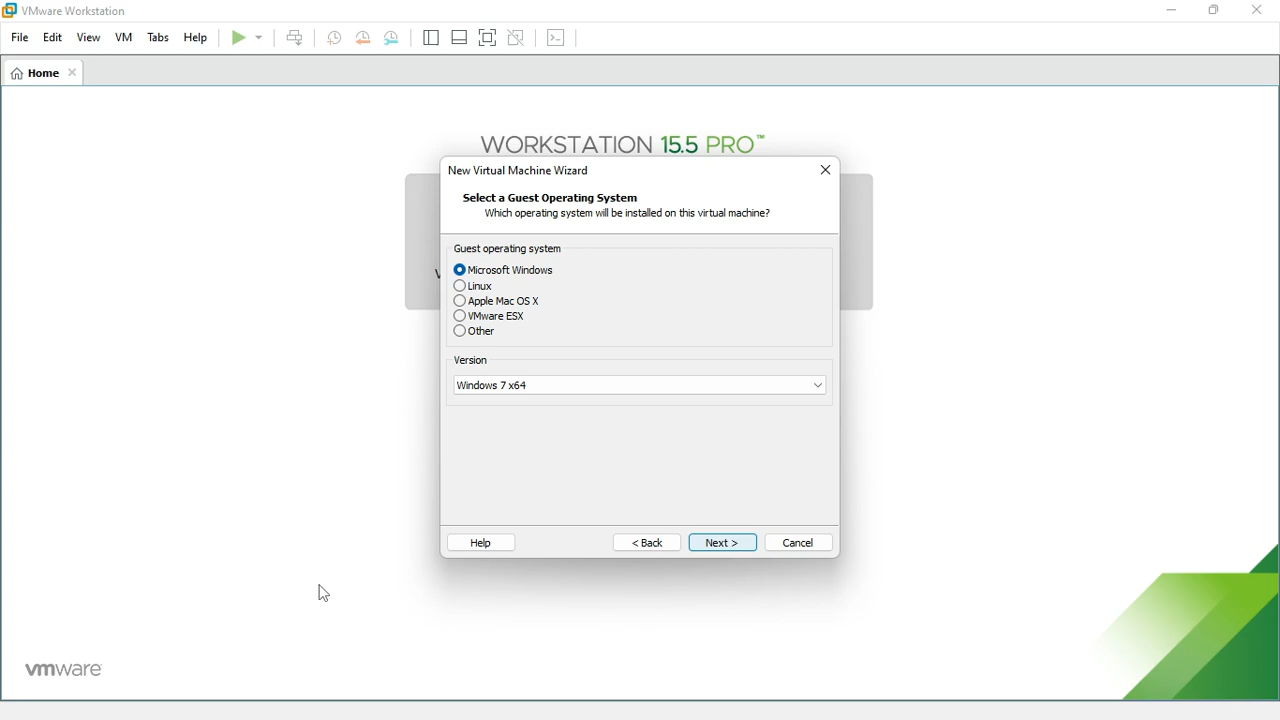 VMware Workstation
File Edit View VM Tabs Help
Home
WORKSTATION 15.5 PRO™
New Virtual Machine Wizard
Select a Guest Operating System
Which operating system will be installed on this virtual machine?
Guest operating system
Microsoft Windows
Linux
Apple Mac OS X
VMware ESX
Other
Version
Windows 7 x64
Help < Back Next > Cancel
vmware